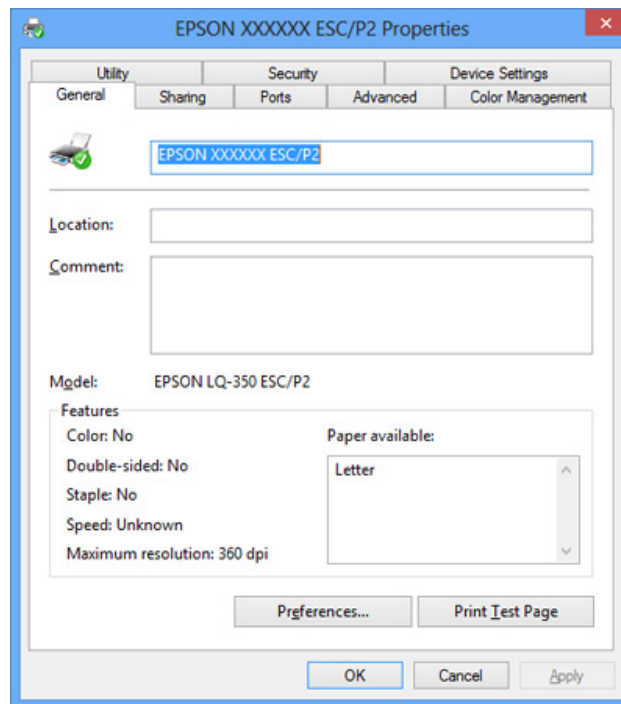 EPSON XXXXXX ESC/P2 Properties
Utility Security Device Settings
General Sharing Ports Advanced Color Management
EPSON XXXXXX ESC/P2
Location:
Comment:
Model: EPSON LQ-350 ESC/P2
Features
Color: No Paper available:
Double-sided: No Letter
Staple: No
Speed: Unknown
Maximum resolution: 360 dpi
Preferences... Print Test Page
OK Cancel Apply